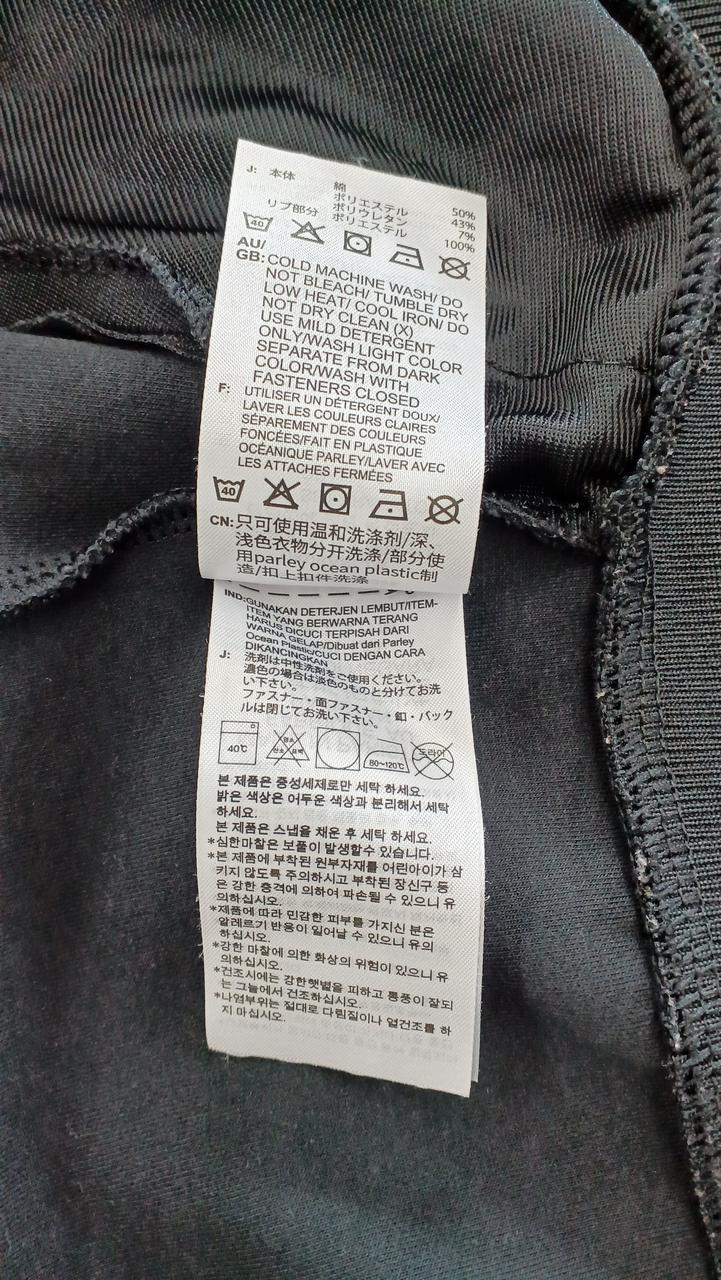 J: 本体 綿 50%
ポリエステル 43%
ポリウレタン 7%
リブ部分 ポリエステル 100%
40
AU/
GB: COLD MACHINE WASH/ DO
NOT BLEACH/ TUMBLE DRY
LOW HEAT/ COOL IRON/ DO
NOT DRY CLEAN (X)
USE MILD DETERGENT
ONLY/WASH LIGHT COLOR
SEPARATE FROM DARK
COLOR/WASH WITH
FASTENERS CLOSED
F: UTILISER UN DÉTERGENT DOUX/
LAVER LES COULEURS CLAIRES
SÉPARÉMENT DES COULEURS
FONCÉES/FAIT EN PLASTIQUE
OCÉANIQUE PARLEY/LAVER AVEC
LES ATTACHES FERMÉES
40
CN: 只可使用温和洗涤剂/深、
浅色衣物分开洗涤/部分使
用parley ocean plastic制
造/扣上扣件洗涤
IND: GUNAKAN DETERJEN LEMBUT/ITEM-
ITEM YANG BERWARNA TERANG
HARUS DICUCI TERPISAH DARI
WARNA GELAP/Dibuat dari Parley
Ocean Plastic/CUCI DENGAN CARA
DIKANCINGKAN
J: 洗剤は中性洗剤をご使用ください。
濃色の場合は淡色のものと分けてお洗
い下さい。
ファスナー・面ファスナー・釦・バック
ルは閉じてお洗い下さい。
40℃ 염소 산소 표백 80~120℃ 드라이
본 제품은 중성세제로만 세탁 하세요.
밝은 색상은 어두운 색상과 분리해서 세탁
하세요.
본 제품은 스냅을 채운 후 세탁 하세요.
*심한마찰은 보풀이 발생할수 있습니다.
*본 제품에 부착된 원부자재를 어린아이가 삼
키지 않도록 주의하시고 부착된 장신구 등
은 강한 충격에 의하여 파손될 수 있으니 유
의하십시오.
*제품에 따라 민감한 피부를 가지신 분은
알레르기 반응이 일어날 수 있으니 유의
하십시오.
*강한 마찰에 의한 화상의 위험이 있으니 유
의하십시오.
*건조시에는 강한햇볕을 피하고 통풍이 잘되
는 그늘에서 건조하십시오.
*나염부위는 절대로 다림질이나 열건조를 하
지 마십시오.